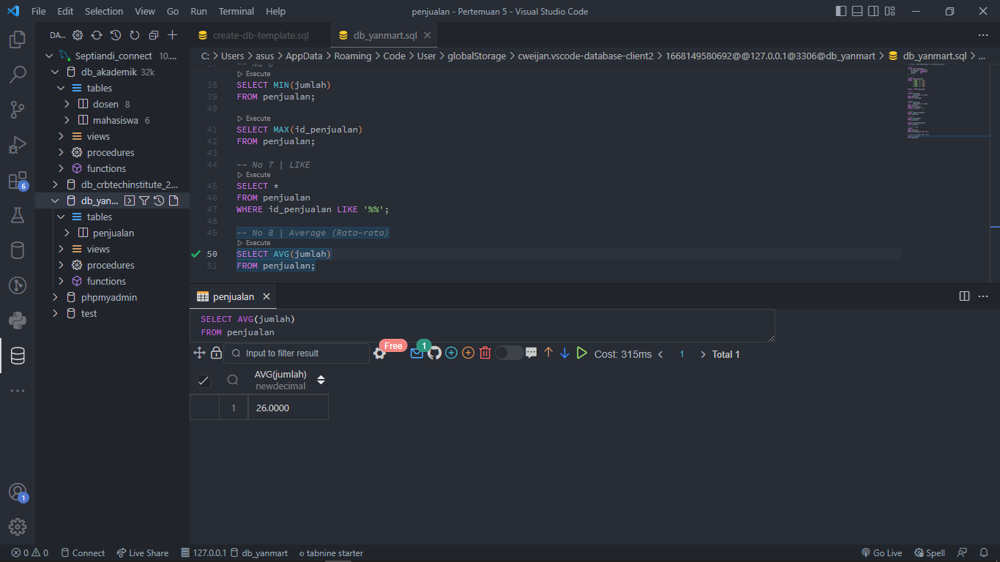 File Edit Selection View Go Run Terminal Help
penjualan - Pertemuan 5 - Visual Studio Code
DA...
Septiandi_connect 10....
db_akademik 32k
tables
dosen 8
mahasiswa 6
views
procedures
functions
db_crbtechinstitute_2...
db_yan...
tables
penjualan
views
procedures
functions
phpmyadmin
test
6
1
create-db-template.sql
db_yanmart.sql
C: > Users > asus > AppData > Roaming > Code > User > globalStorage > cweijan.vscode-database-client2 > 1668149580692@@127.0.0.1@3306@db_yanmart > db_yanmart.sql > ...
37 -- No 6
Execute
38 SELECT MIN(jumlah)
39 FROM penjualan;
40
Execute
41 SELECT MAX(id_penjualan)
42 FROM penjualan;
43
44 -- No 7 | LIKE
Execute
45 SELECT *
46 FROM penjualan
47 WHERE id_penjualan LIKE '%%';
48
49 -- No 8 | Average (Rata-rata)
Execute
50 SELECT AVG(jumlah)
51 FROM penjualan;
penjualan
SELECT AVG(jumlah)
FROM penjualan
Input to filter result
Free
1
Cost: 315ms < 1 > Total 1
AVG(jumlah)
newdecimal
1 26.0000
0 0 Connect Live Share 127.0.0.1 db_yanmart tabnine starter
Go Live Spell